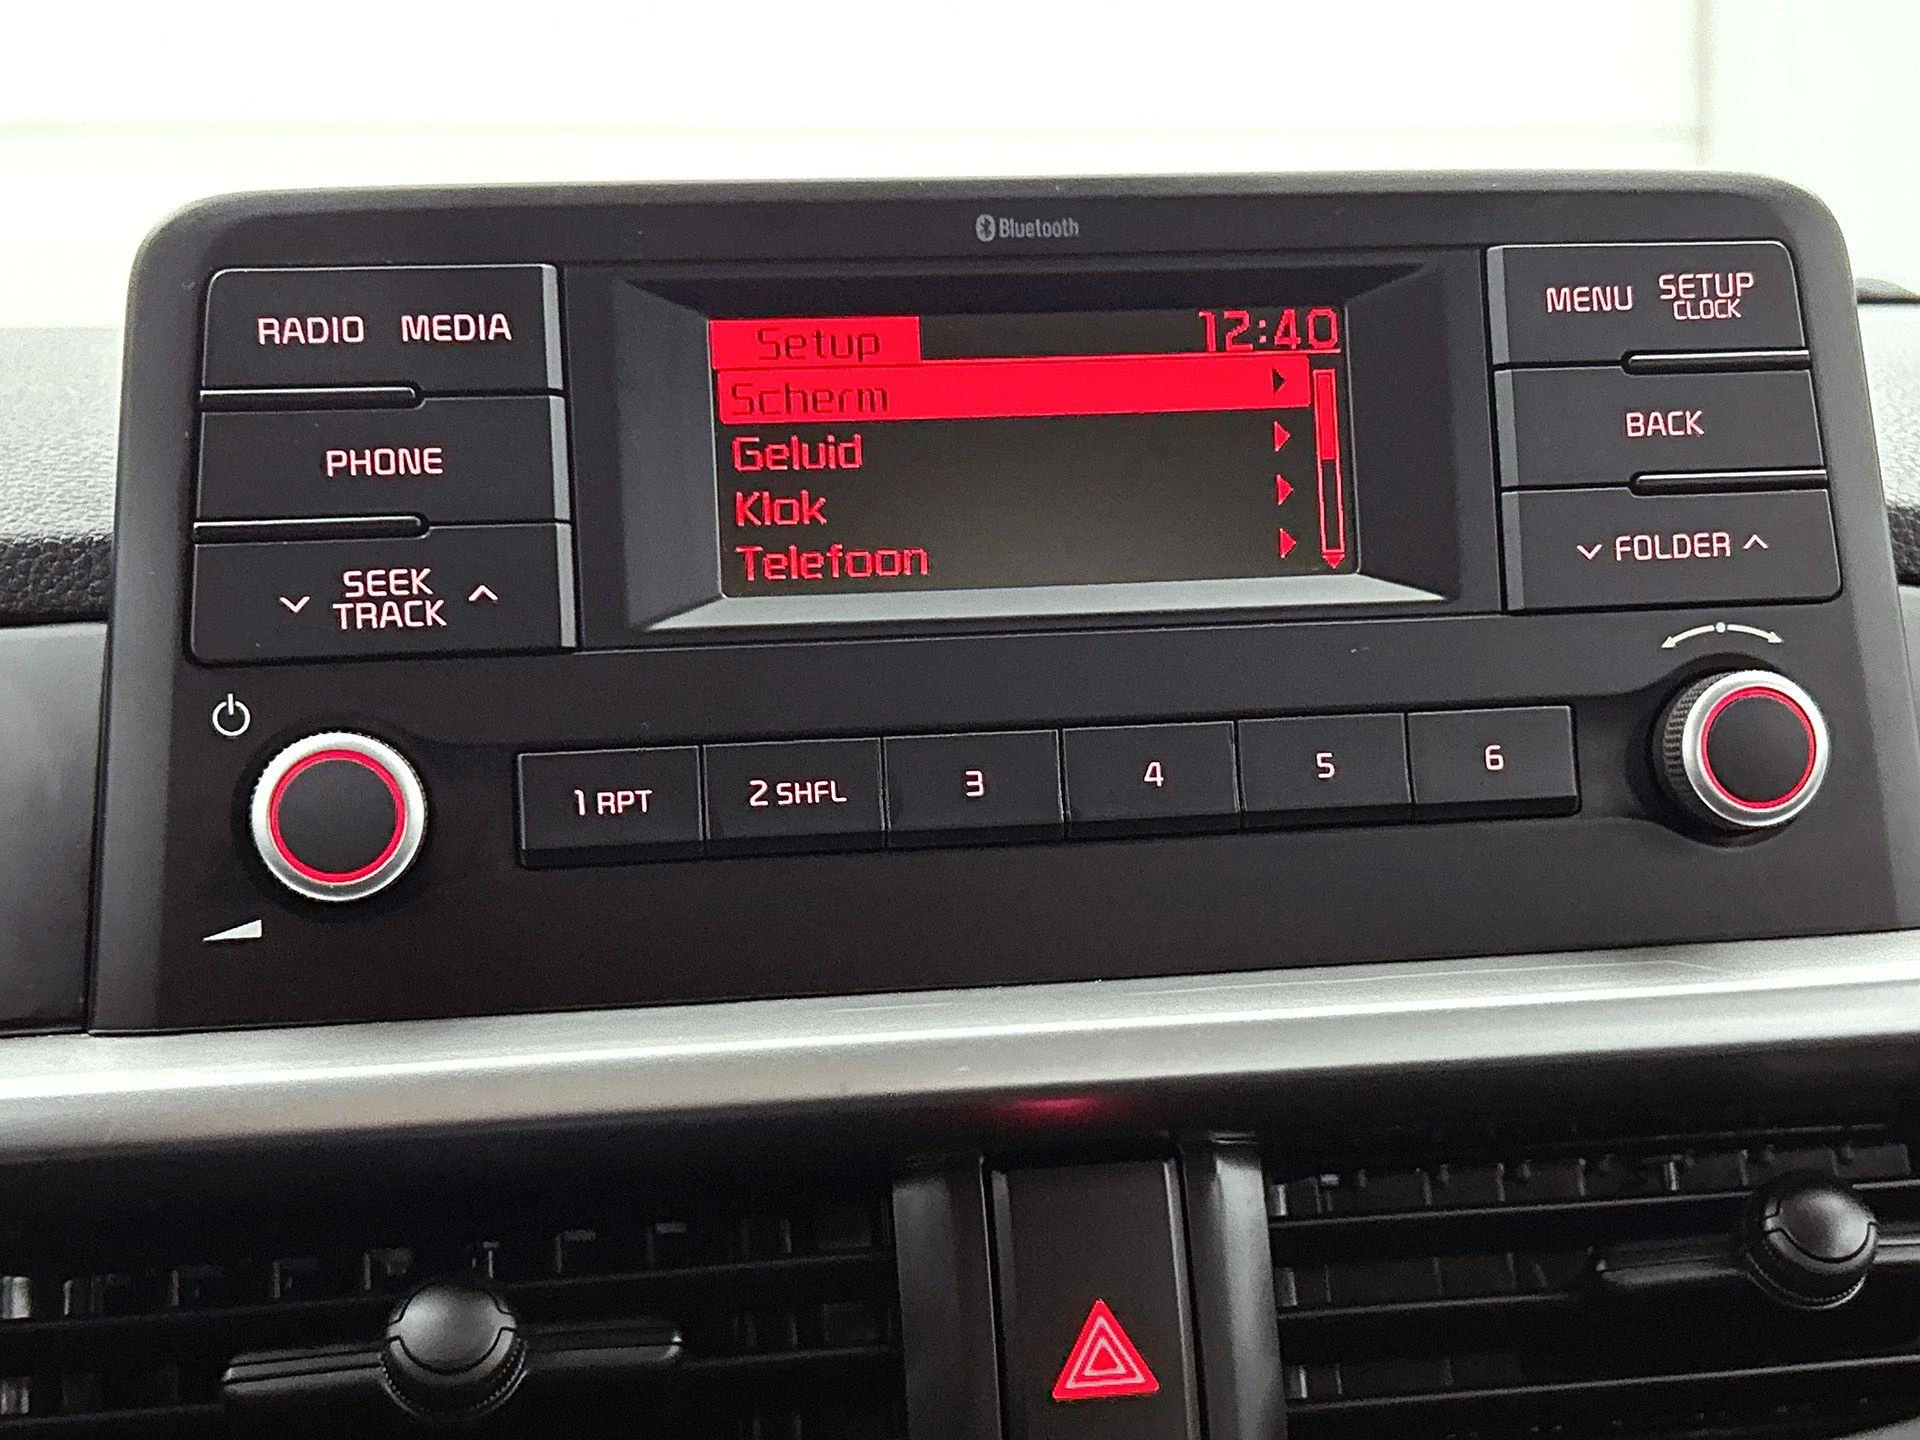 Bluetooth
RADIO MEDIA
PHONE
SEEK
TRACK
Setup 12:40
Scherm
Geluid
Klok
Telefoon
MENU SETUP
CLOCK
BACK
FOLDER
1 RPT 2 SHFL 3 4 5 6